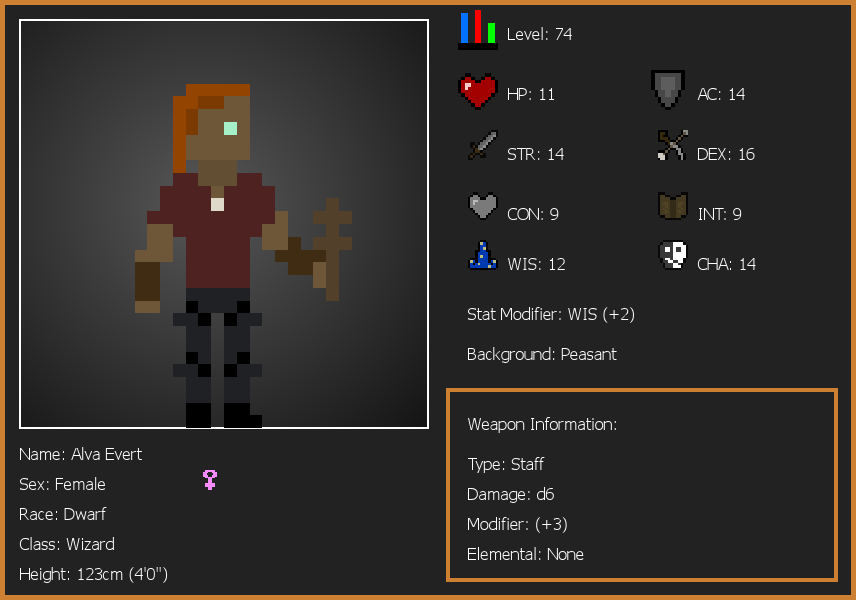 Level: 74
HP: 11
AC: 14
STR: 14
DEX: 16
CON: 9
INT: 9
WIS: 12
CHA: 14
Stat Modifier: WIS (+2)
Background: Peasant
Weapon Information:
Type: Staff
Damage: d6
Modifier: (+3)
Elemental: None
Name: Alva Evert
Sex: Female
Race: Dwarf
Class: Wizard
Height: 123cm (4'0")